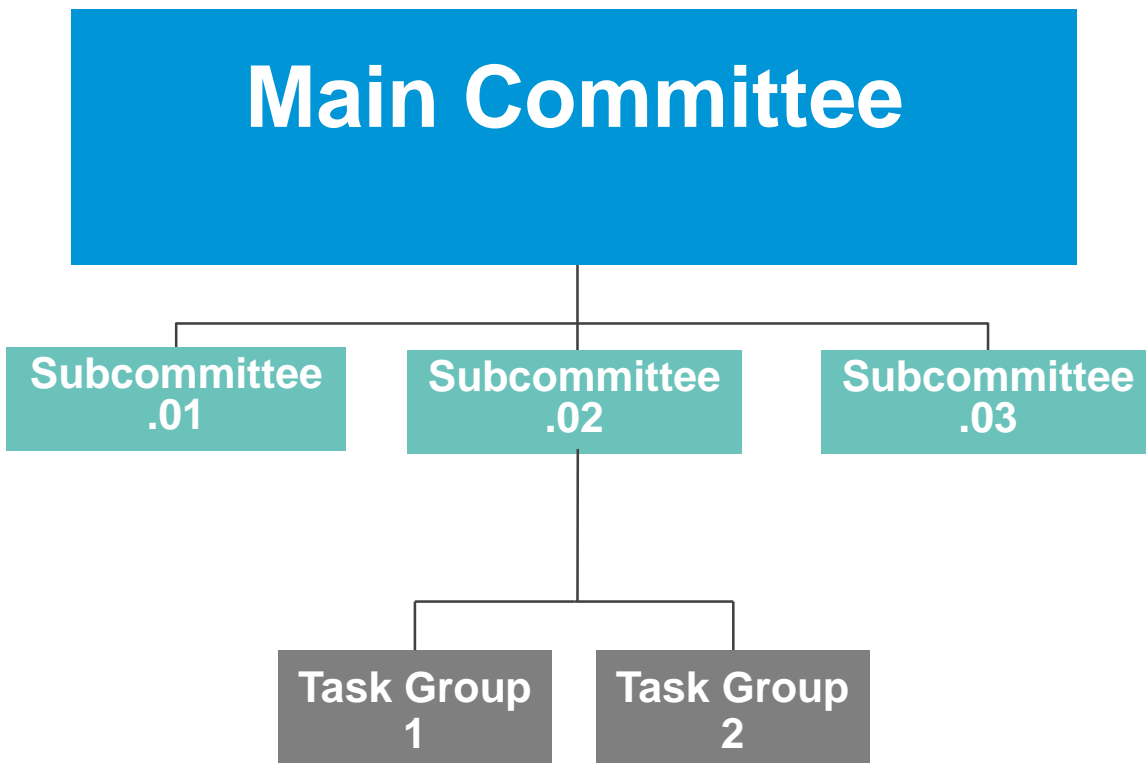 Main Committee
Subcommittee
.01
Subcommittee
.02
Subcommittee
.03
Task Group
1
Task Group
2